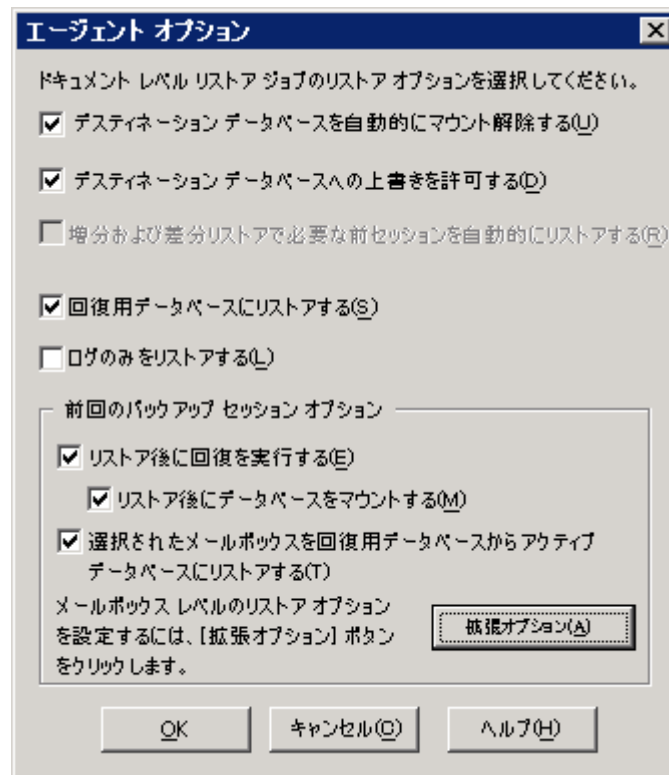 エージェント オプション
ドキュメント レベル リストア ジョブのリストア オプションを選択してください。
デスティネーション データベースを自動的にマウント解除する(U)
デスティネーション データベースへの上書きを許可する(D)
増分および差分リストアで必要な前セッションを自動的にリストアする(R)
回復用データベースにリストアする(S)
ログのみをリストアする(L)
前回のバックアップ セッション オプション
リストア後に回復を実行する(E)
リストア後にデータベースをマウントする(M)
選択されたメールボックスを回復用データベースからアクティブ
データベースにリストアする(T)
メールボックス レベルのリストア オプション
を設定するには、[拡張オプション] ボタン
をクリックします。
拡張オプション(A)
OK
キャンセル(C)
ヘルプ(H)